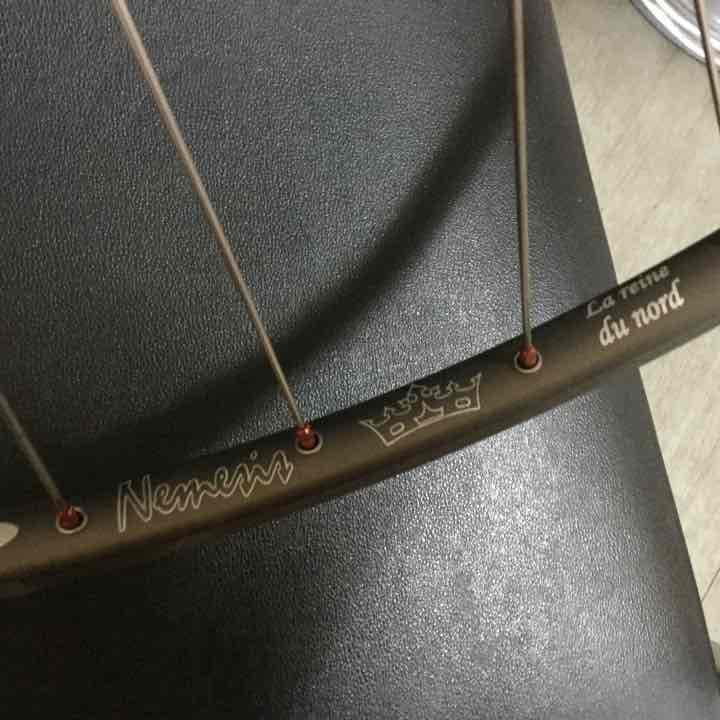 Nemesis
La reine
du nord